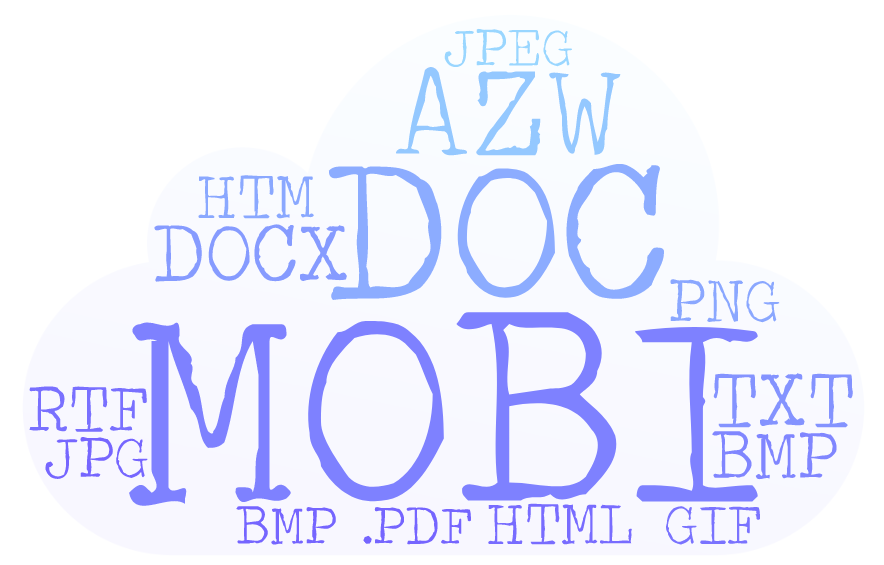 JPEG
AZW
HTM
DOC
DOCX
PNG
MOBI
RTF
TXT
JPG
BMP
BMP .PDF HTML GIF